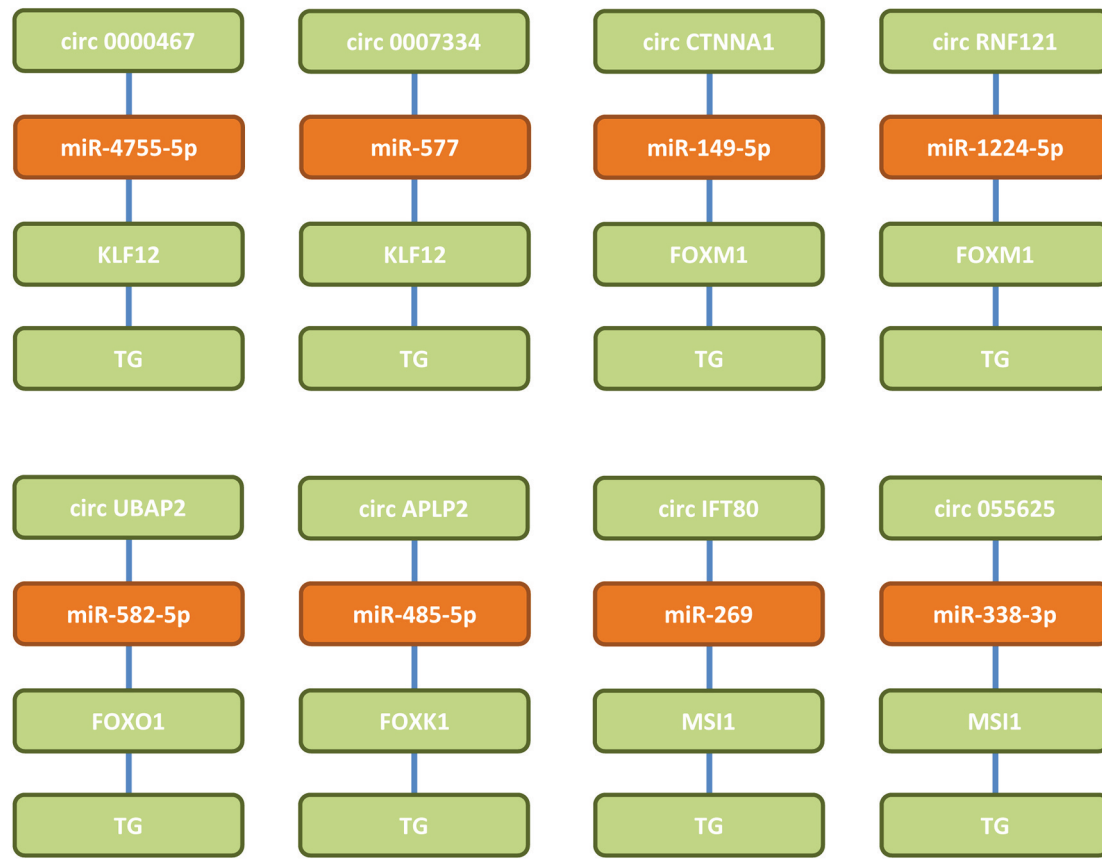 circ 0000467
circ 0007334
circ CTNNA1
circ RNF121
miR-4755-5p
miR-577
miR-149-5p
miR-1224-5p
KLF12
KLF12
FOXM1
FOXM1
TG
TG
TG
TG
circ UBAP2
circ APLP2
circ IFT80
circ 055625
miR-582-5p
miR-485-5p
miR-269
miR-338-3p
FOXO1
FOXK1
MSI1
MSI1
TG
TG
TG
TG